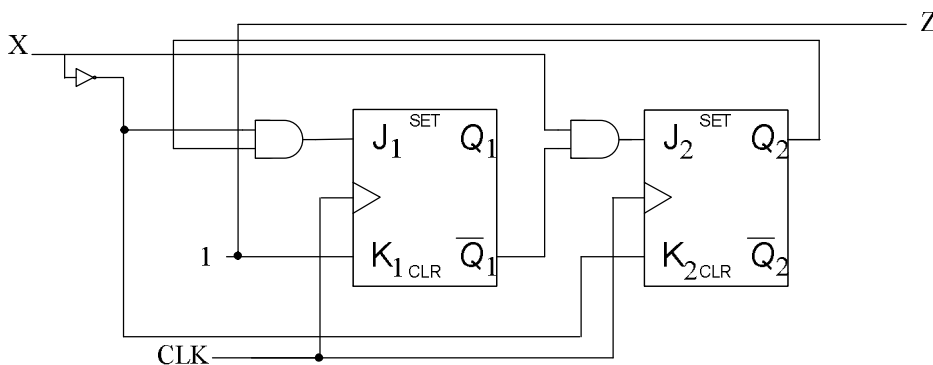 Z
X
J1 SET Q1
J2 SET Q2
1
K1 CLR Q̅1
K2 CLR Q̅2
CLK